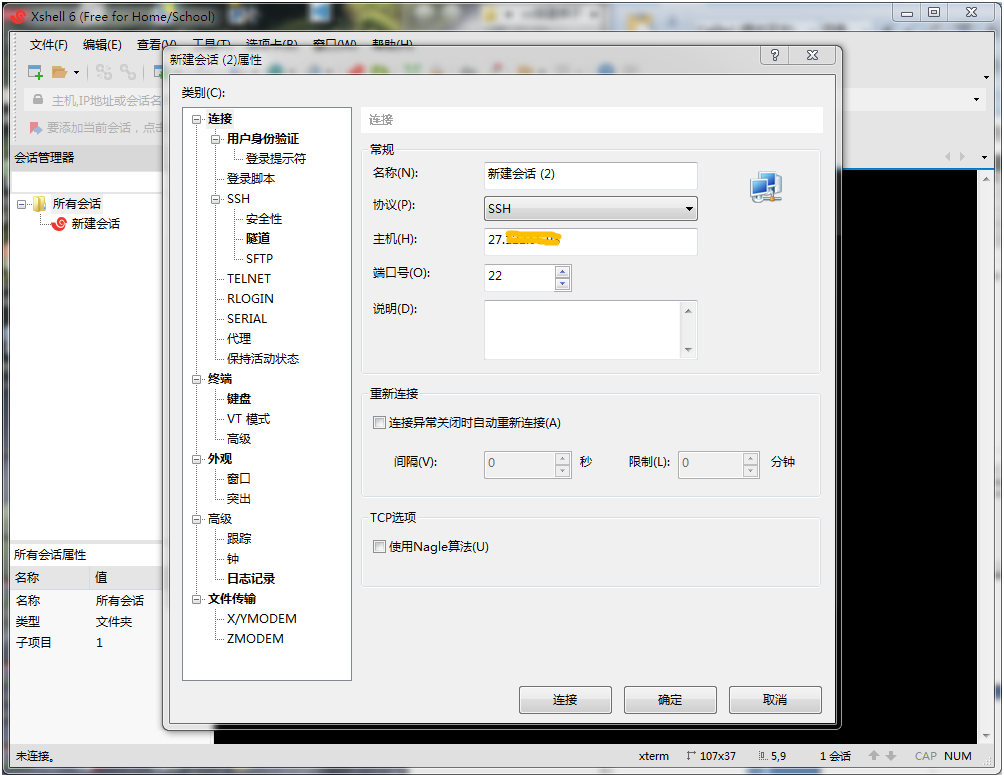 Xshell 6 (Free for Home/School)
文件(F) 编辑(E) 查看(V) 工具(T) 选项卡(B) 窗口(W) 帮助(H)
主机,IP地址或会话名
要添加当前会话，点击
会话管理器
所有会话
新建会话
所有会话属性
名称 值
名称 所有会话
类型 文件夹
子项目 1
新建会话 (2)属性
类别(C):
连接
用户身份验证
登录提示符
登录脚本
SSH
安全性
隧道
SFTP
TELNET
RLOGIN
SERIAL
代理
保持活动状态
终端
键盘
VT 模式
高级
外观
窗口
突出
高级
跟踪
钟
日志记录
文件传输
X/YMODEM
ZMODEM
连接
常规
名称(N): 新建会话 (2)
协议(P): SSH
主机(H): 27.
端口号(O): 22
说明(D):
重新连接
连接异常关闭时自动重新连接(A)
间隔(V): 0 秒 限制(L): 0 分钟
TCP选项
使用Nagle算法(U)
连接 确定 取消
未连接。 xterm 107x37 5,9 1 会话 CAP NUM